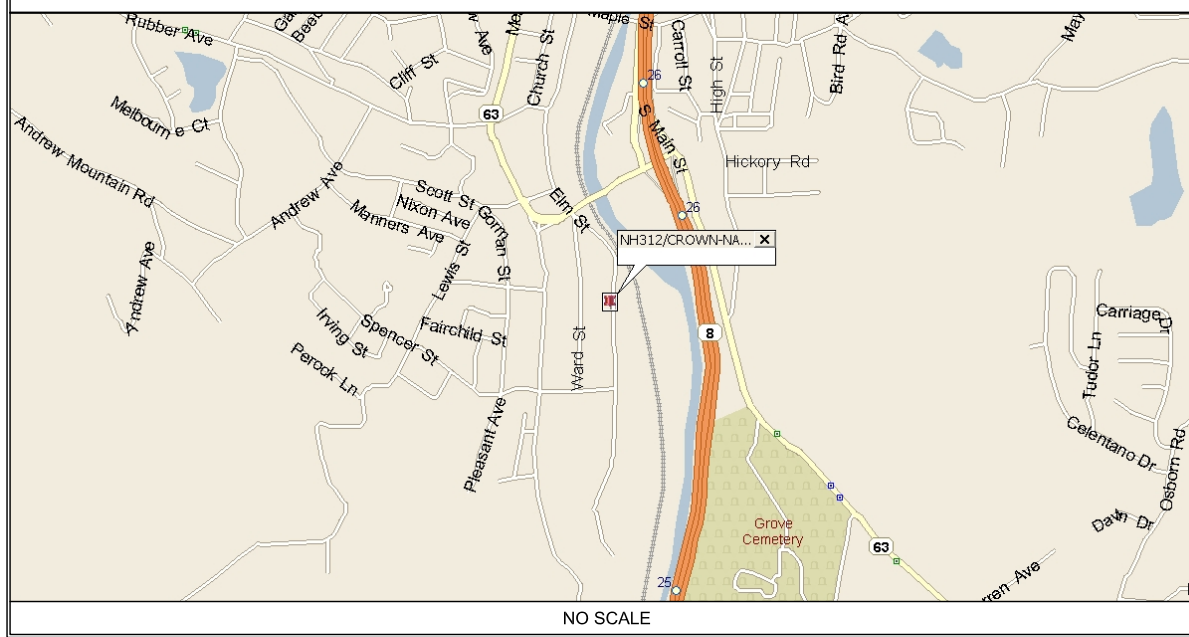 Rubber Ave
Maple St
Carroll St
High St
Bird Rd
Cliff St
Church St
26
63
S Main St
Melbourne Ct
Andrew Mountain Rd
Andrew Ave
Hickory Rd
Scott St
Nixon Ave
Manners Ave
Gorman St
Elm St
26
NH312/CROWN-NA...
Andrew Ave
Lewis St
Irving St
Spencer St
Fairchild St
Perock Ln
Ward St
8
Carriage Dr
Tudor Ln
Pleasant Ave
Celentano Dr
Osborn Rd
Dawn Dr
Grove
Cemetery
63
25
NO SCALE